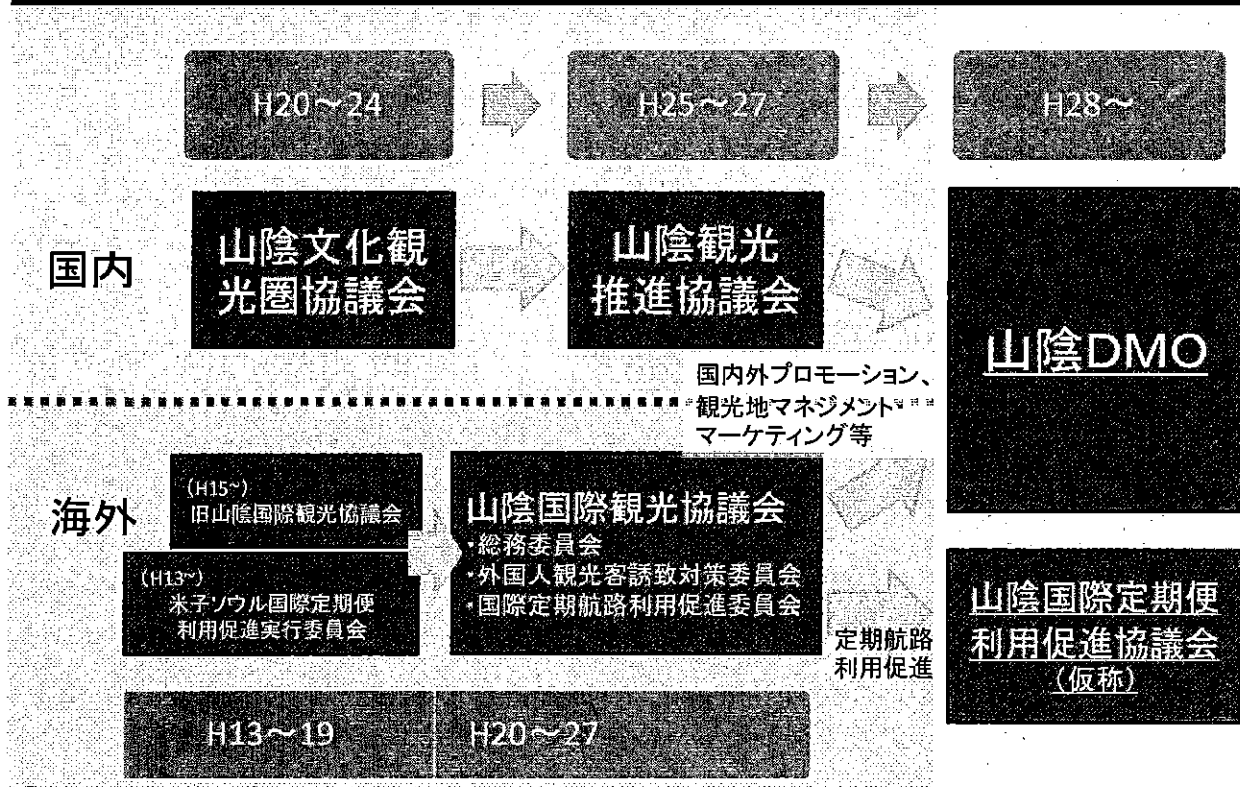 H20～24
H25～27
H28～
国内
山陰文化観
光圏協議会
山陰観光
推進協議会
山陰DMO
国内外プロモーション、
観光地マネジメント・
マーケティング等
海外
(H15~)
旧山陰国際観光協議会
(H13~)
米子ソウル国際定期便
利用促進実行委員会
山陰国際観光協議会
・総務委員会
・外国人観光客誘致対策委員会
・国際定期航路利用促進委員会
定期航路
利用促進
山陰国際定期便
利用促進協議会
(仮称)
H13～19
H20～27